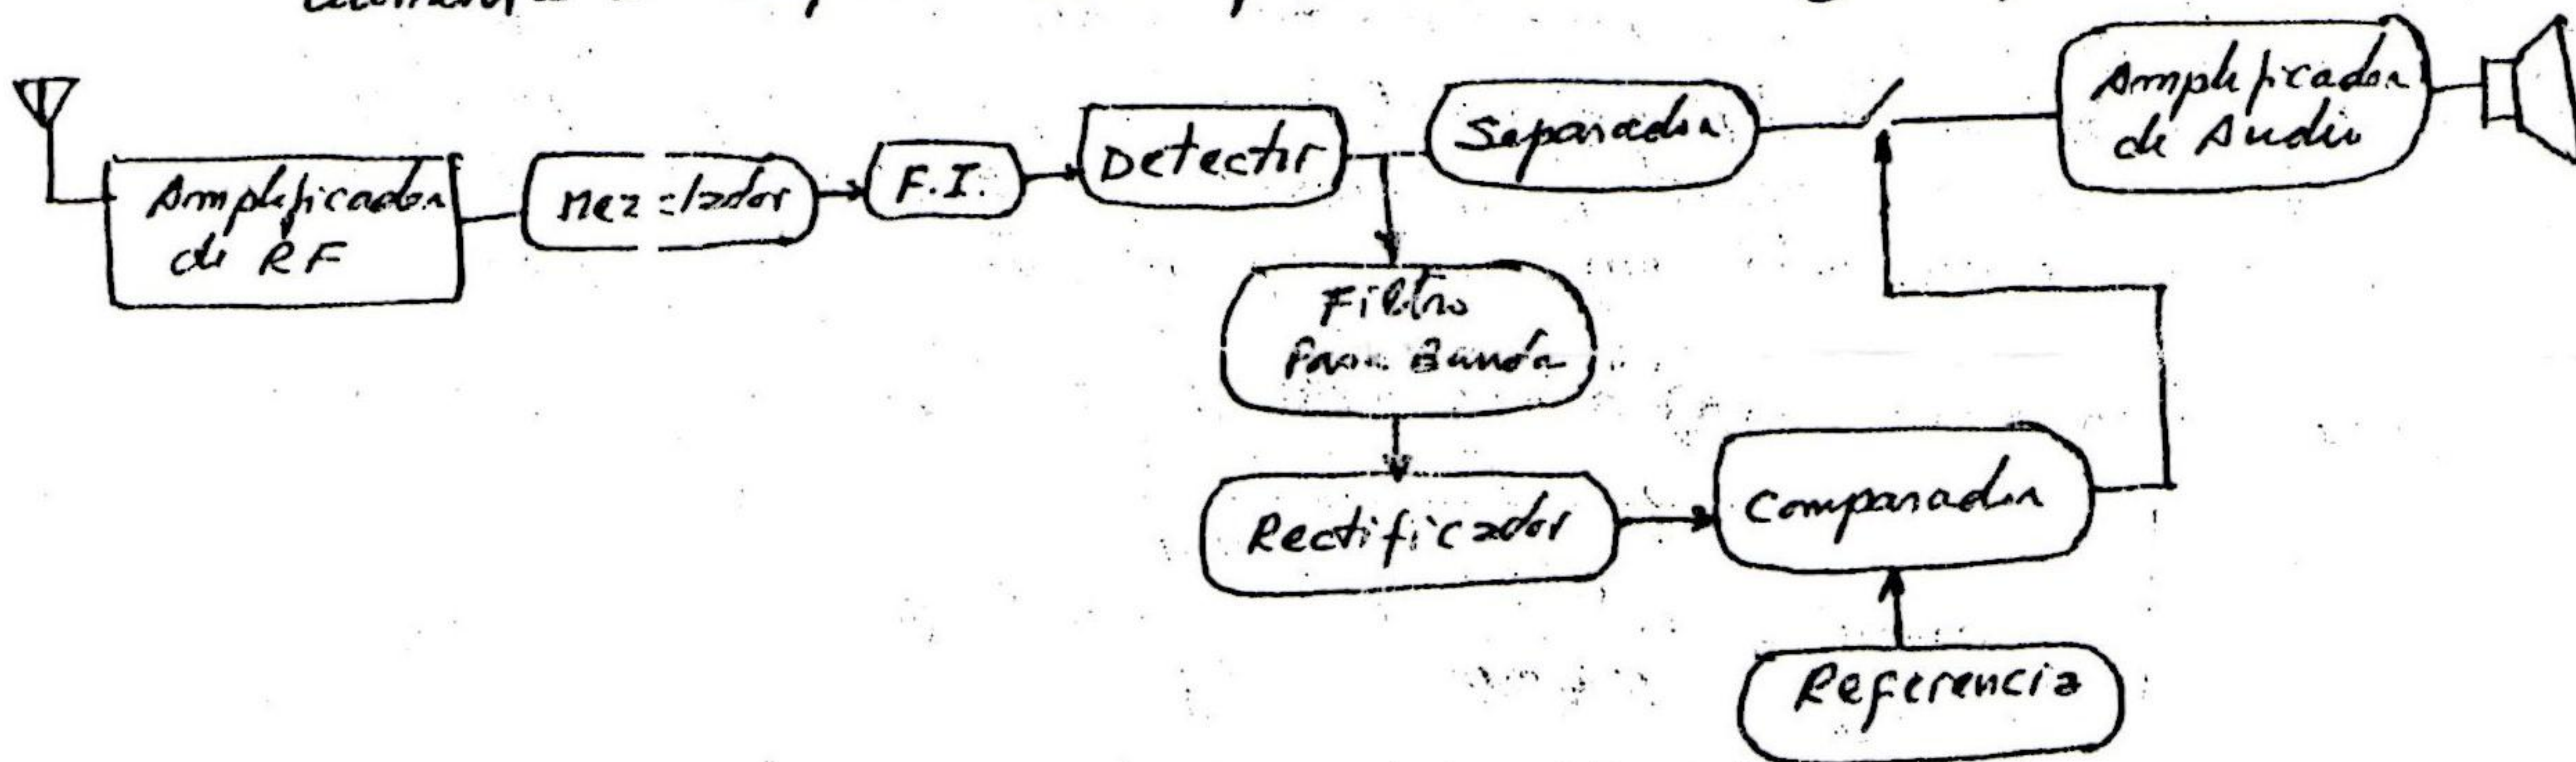 Amplificador
de RF
Mezclador
F.I.
Detector
Separador
Amplificador
de Audio
Filtro
Pasa Banda
Rectificador
Comparador
Referencia